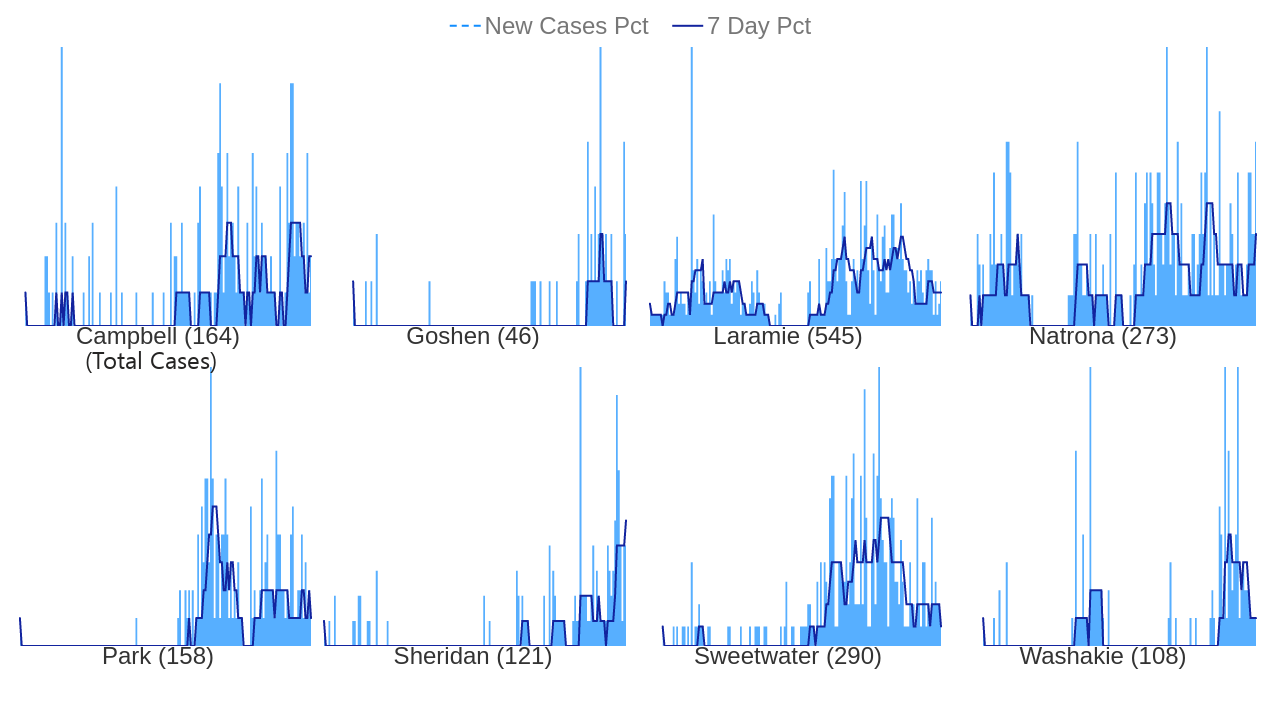 New Cases Pct 7 Day Pct
Campbell (164) Goshen (46) Laramie (545) Natrona (273)
(Total Cases)
Park (158) Sheridan (121) Sweetwater (290) Washakie (108)